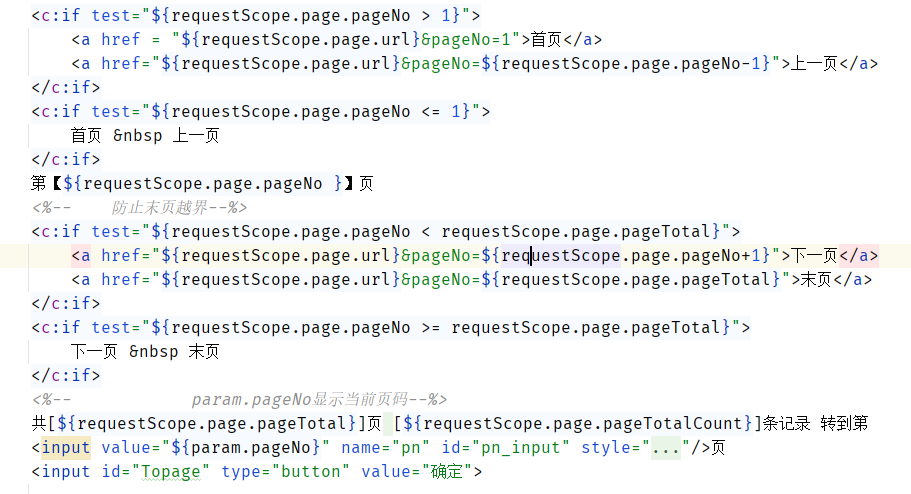 <c:if test="${requestScope.page.pageNo > 1}">
<a href = "${requestScope.page.url}&pageNo=1">首页</a>
<a href="${requestScope.page.url}&pageNo=${requestScope.page.pageNo-1}">上一页</a>
</c:if>
<c:if test="${requestScope.page.pageNo <= 1}">
首页 &nbsp 上一页
</c:if>
第【${requestScope.page.pageNo }】页
<%-- 防止末页越界--%>
<c:if test="${requestScope.page.pageNo < requestScope.page.pageTotal}">
<a href="${requestScope.page.url}&pageNo=${requestScope.page.pageNo+1}">下一页</a>
<a href="${requestScope.page.url}&pageNo=${requestScope.page.pageTotal}">末页</a>
</c:if>
<c:if test="${requestScope.page.pageNo >= requestScope.page.pageTotal}">
下一页 &nbsp 末页
</c:if>
<%-- param.pageNo显示当前页码--%>
共[${requestScope.page.pageTotal}]页 [${requestScope.page.pageTotalCount}]条记录 转到第
<input value="${param.pageNo}" name="pn" id="pn_input" style="..."/>页
<input id="Topage" type="button" value="确定">